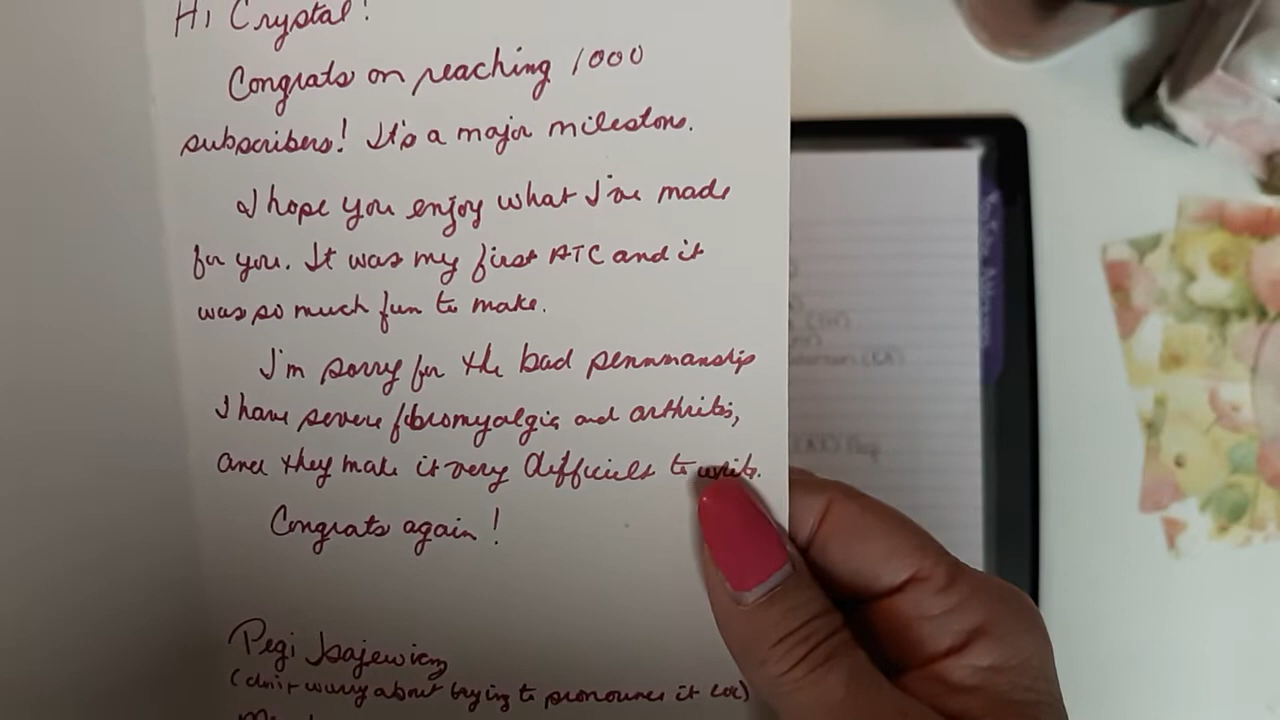 Hi Crystal!
Congrats on reaching 1000
subscribers! It's a major milestone.
I hope you enjoy what I've made
for you. It was my first ATC and it
was so much fun to make.
I'm sorry for the bad pennmanship
I have severe fibromyalgia and arthritis,
and they make it very difficult to write.
Congrats again!
Pegi Isajewicz
(don't worry about trying to pronounce it lol)